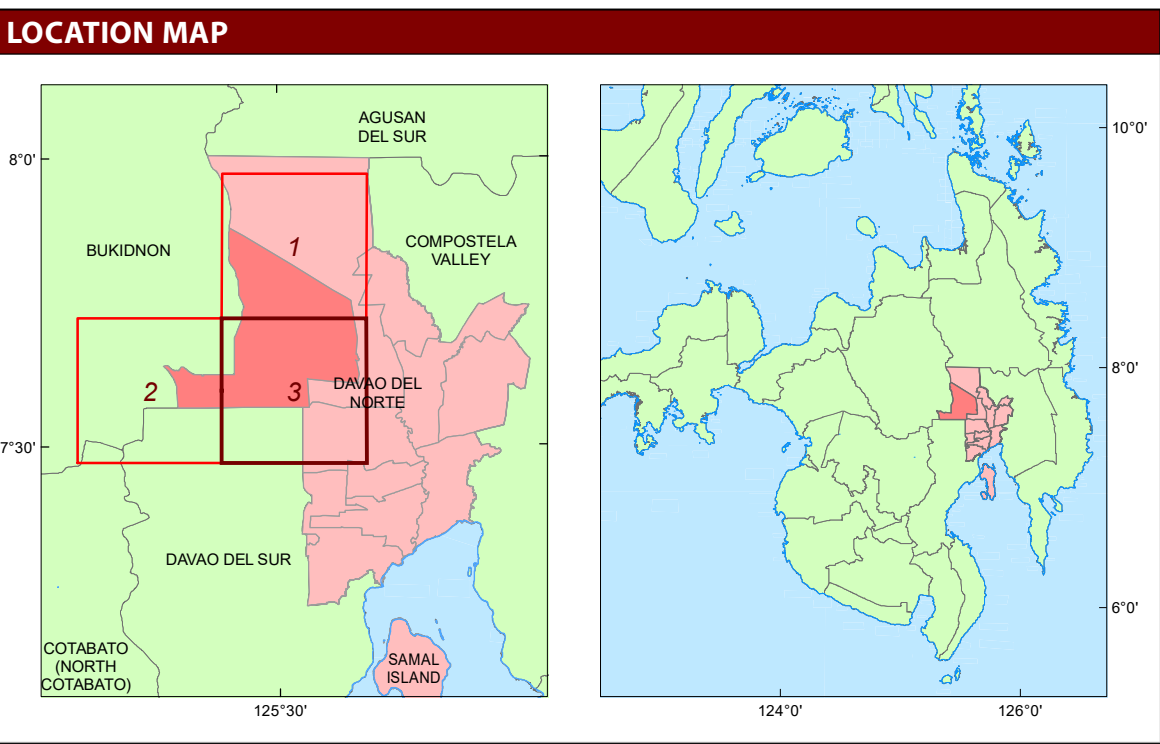 LOCATION MAP
AGUSAN
DEL SUR
8°0'
BUKIDNON
1
COMPOSTELA
VALLEY
2
3
DAVAO DEL
NORTE
7°30'
DAVAO DEL SUR
COTABATO
(NORTH
COTABATO)
SAMAL
ISLAND
125°30'
10°0'
8°0'
6°0'
124°0'
126°0'